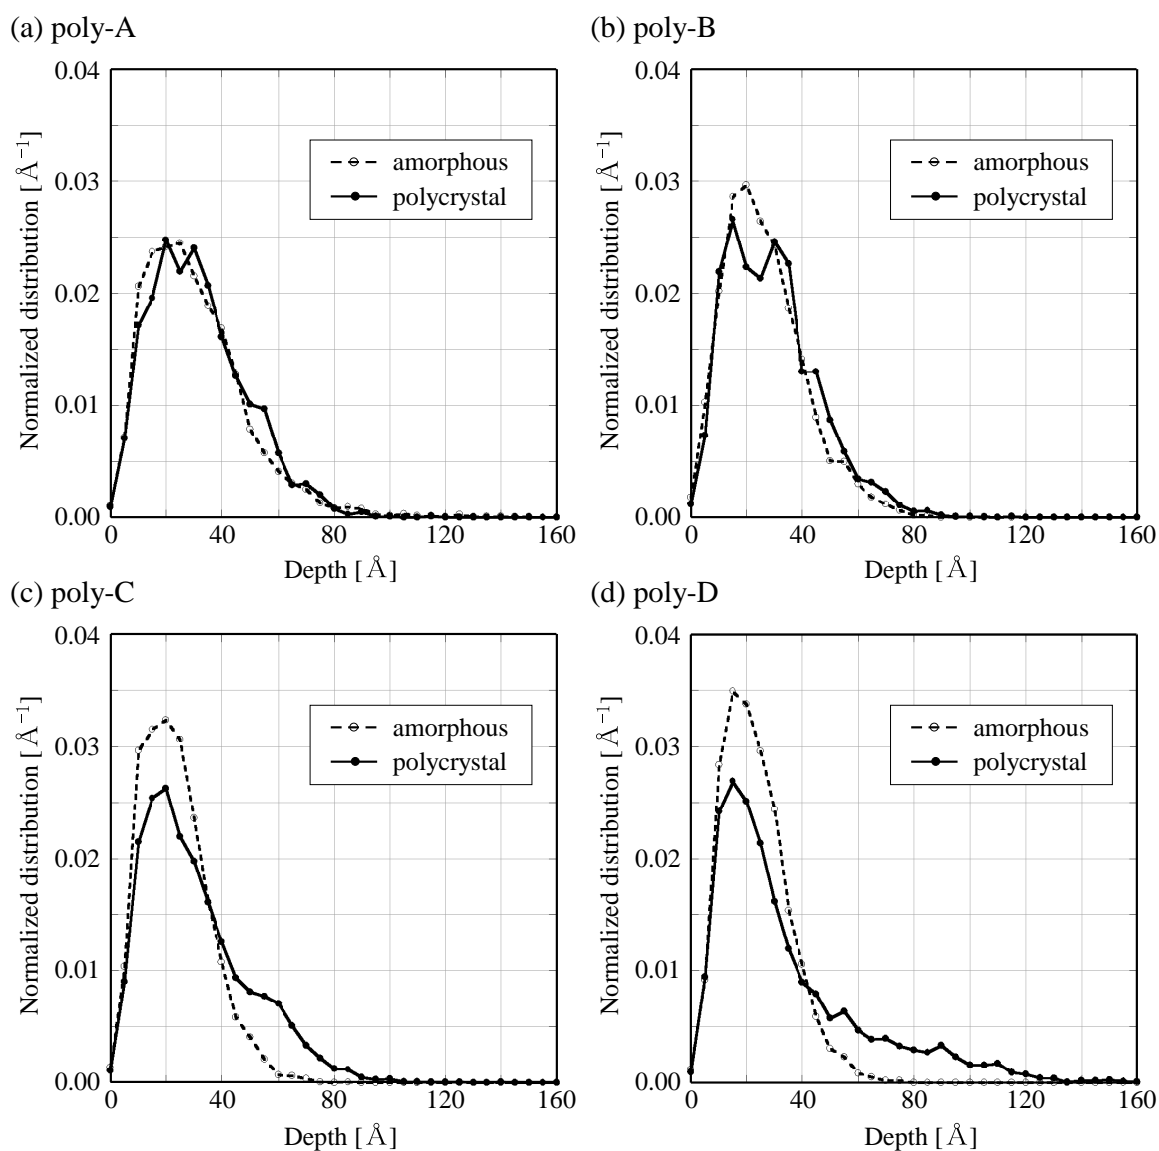 (a) poly-A
0.04
0.03
0.02
0.01
0.00
Normalized distribution [Å⁻¹]
amorphous
polycrystal
0 40 80 120 160
Depth [Å]
(b) poly-B
0.04
0.03
0.02
0.01
0.00
Normalized distribution [Å⁻¹]
amorphous
polycrystal
0 40 80 120 160
Depth [Å]
(c) poly-C
0.04
0.03
0.02
0.01
0.00
Normalized distribution [Å⁻¹]
amorphous
polycrystal
0 40 80 120 160
Depth [Å]
(d) poly-D
0.04
0.03
0.02
0.01
0.00
Normalized distribution [Å⁻¹]
amorphous
polycrystal
0 40 80 120 160
Depth [Å]